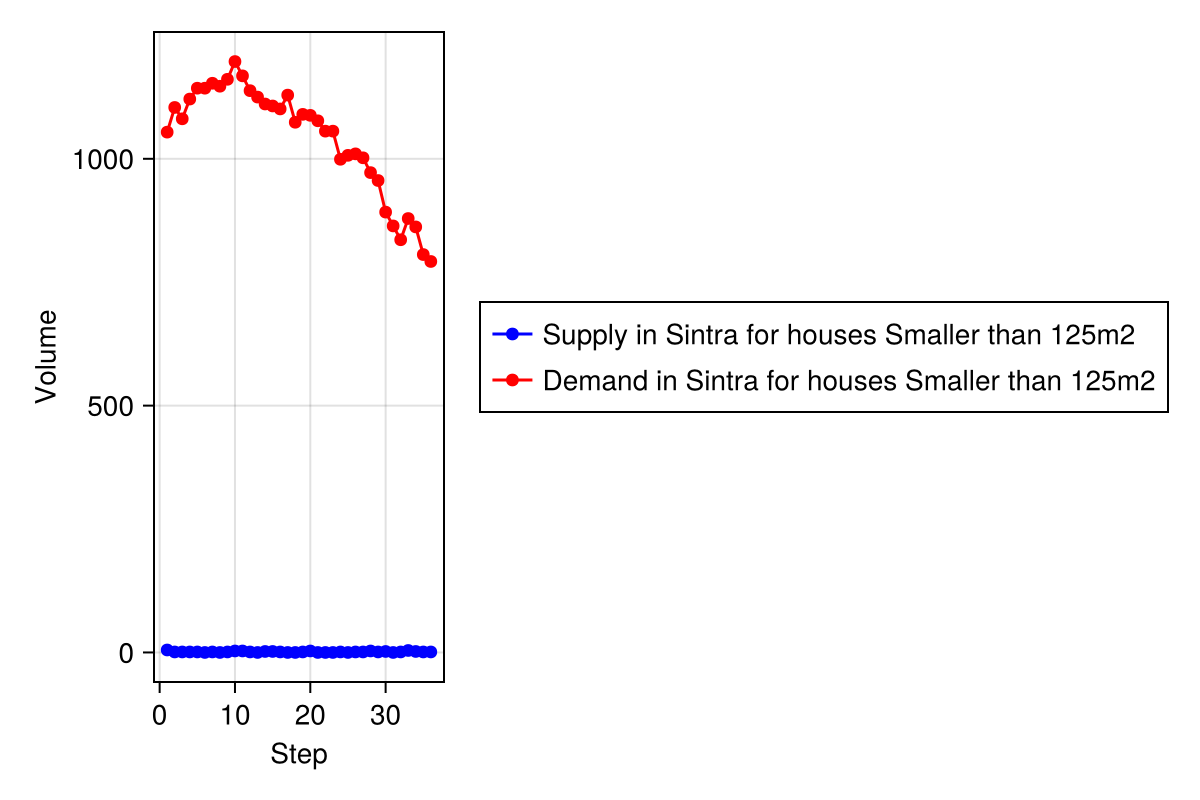 Volume
1000
500
0
0 10 20 30
Step
Supply in Sintra for houses Smaller than 125m2
Demand in Sintra for houses Smaller than 125m2